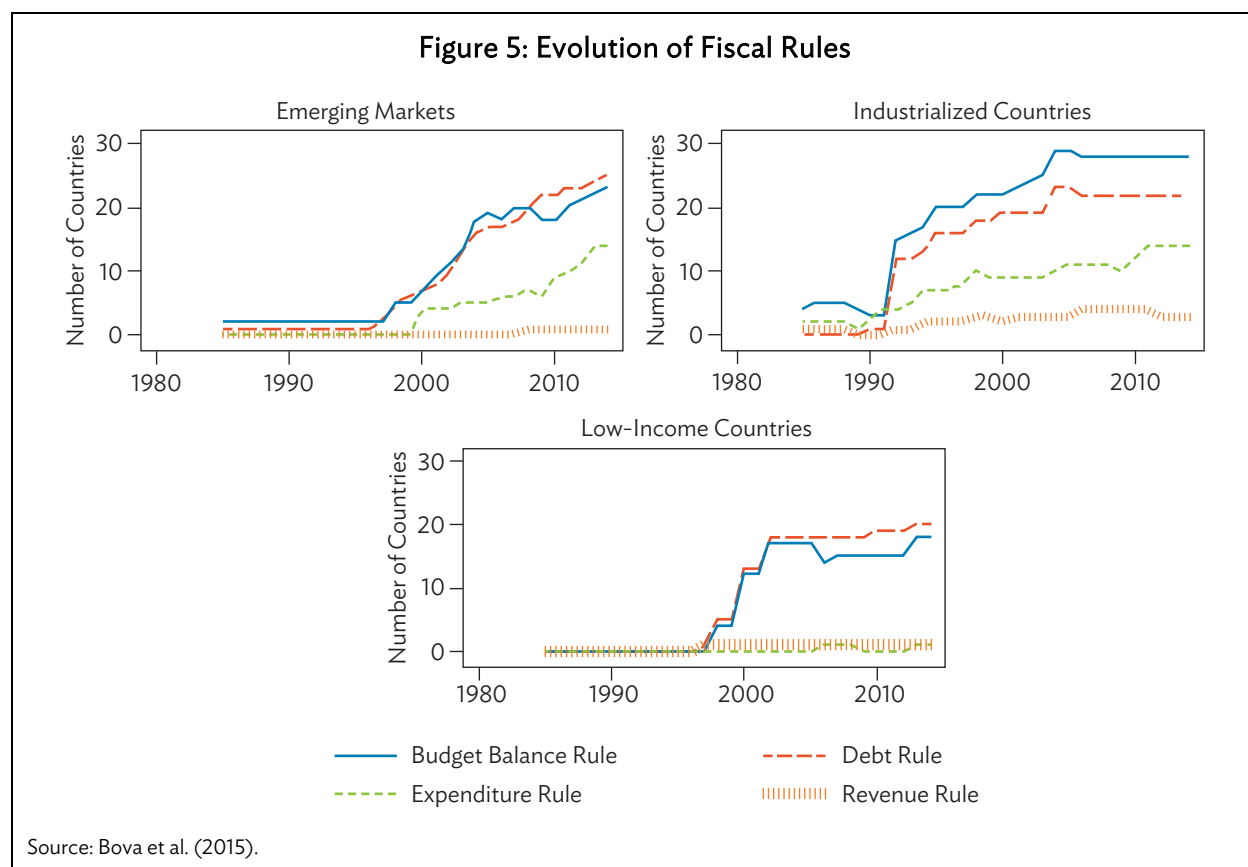 Figure 5: Evolution of Fiscal Rules
Emerging Markets
Number of Countries
30
20
10
0
1980
1990
2000
2010
Industrialized Countries
Number of Countries
30
20
10
0
1980
1990
2000
2010
Low-Income Countries
Number of Countries
30
20
10
0
1980
1990
2000
2010
Budget Balance Rule
Debt Rule
Expenditure Rule
Revenue Rule
Source: Bova et al. (2015).